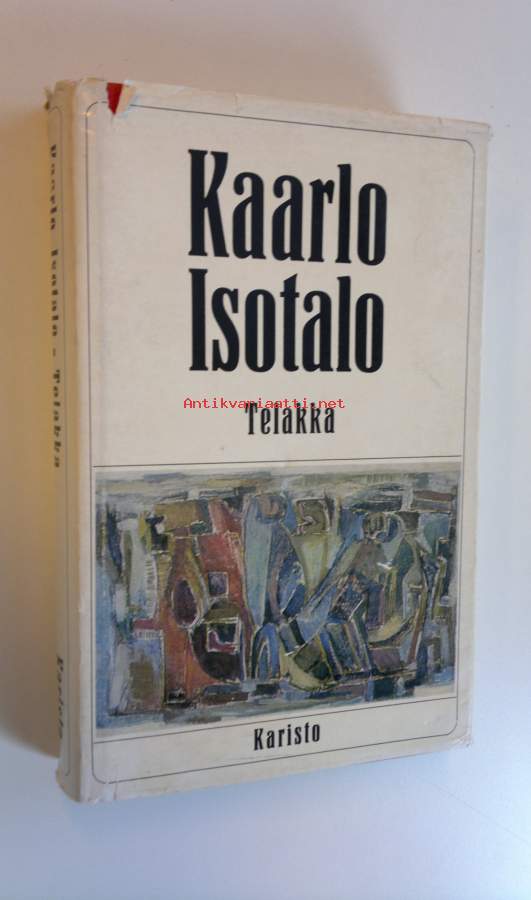 Kaarlo
Isotalo
Antikvariaatti.net
Telakka
Karisto
Kaarlo Isotalo – Telakka
Karisto